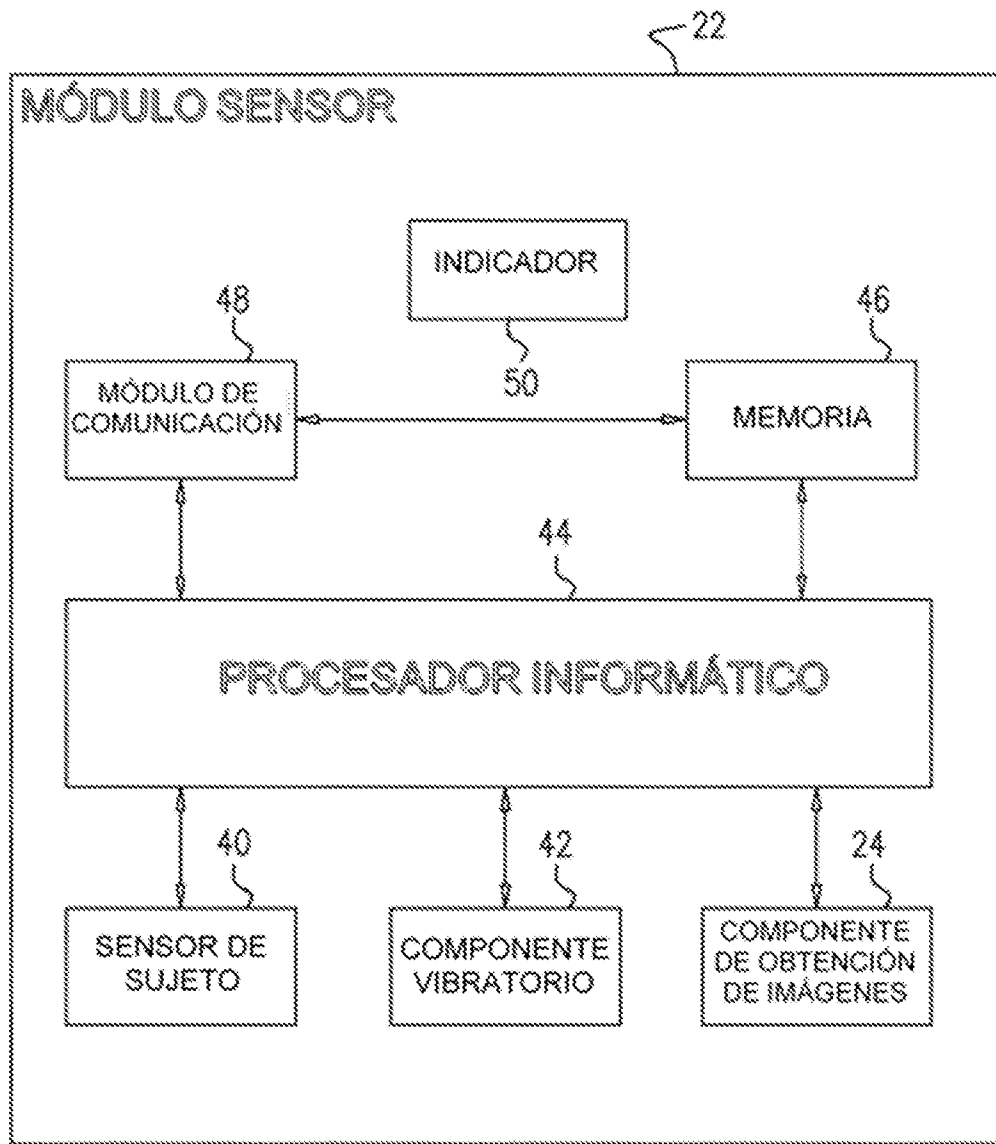 22
MÓDULO SENSOR
INDICADOR
50
48
MÓDULO DE
COMUNICACIÓN
46
MEMORIA
44
PROCESADOR INFORMÁTICO
40
SENSOR DE
SUJETO
42
COMPONENTE
VIBRATORIO
24
COMPONENTE
DE OBTENCIÓN
DE IMÁGENES